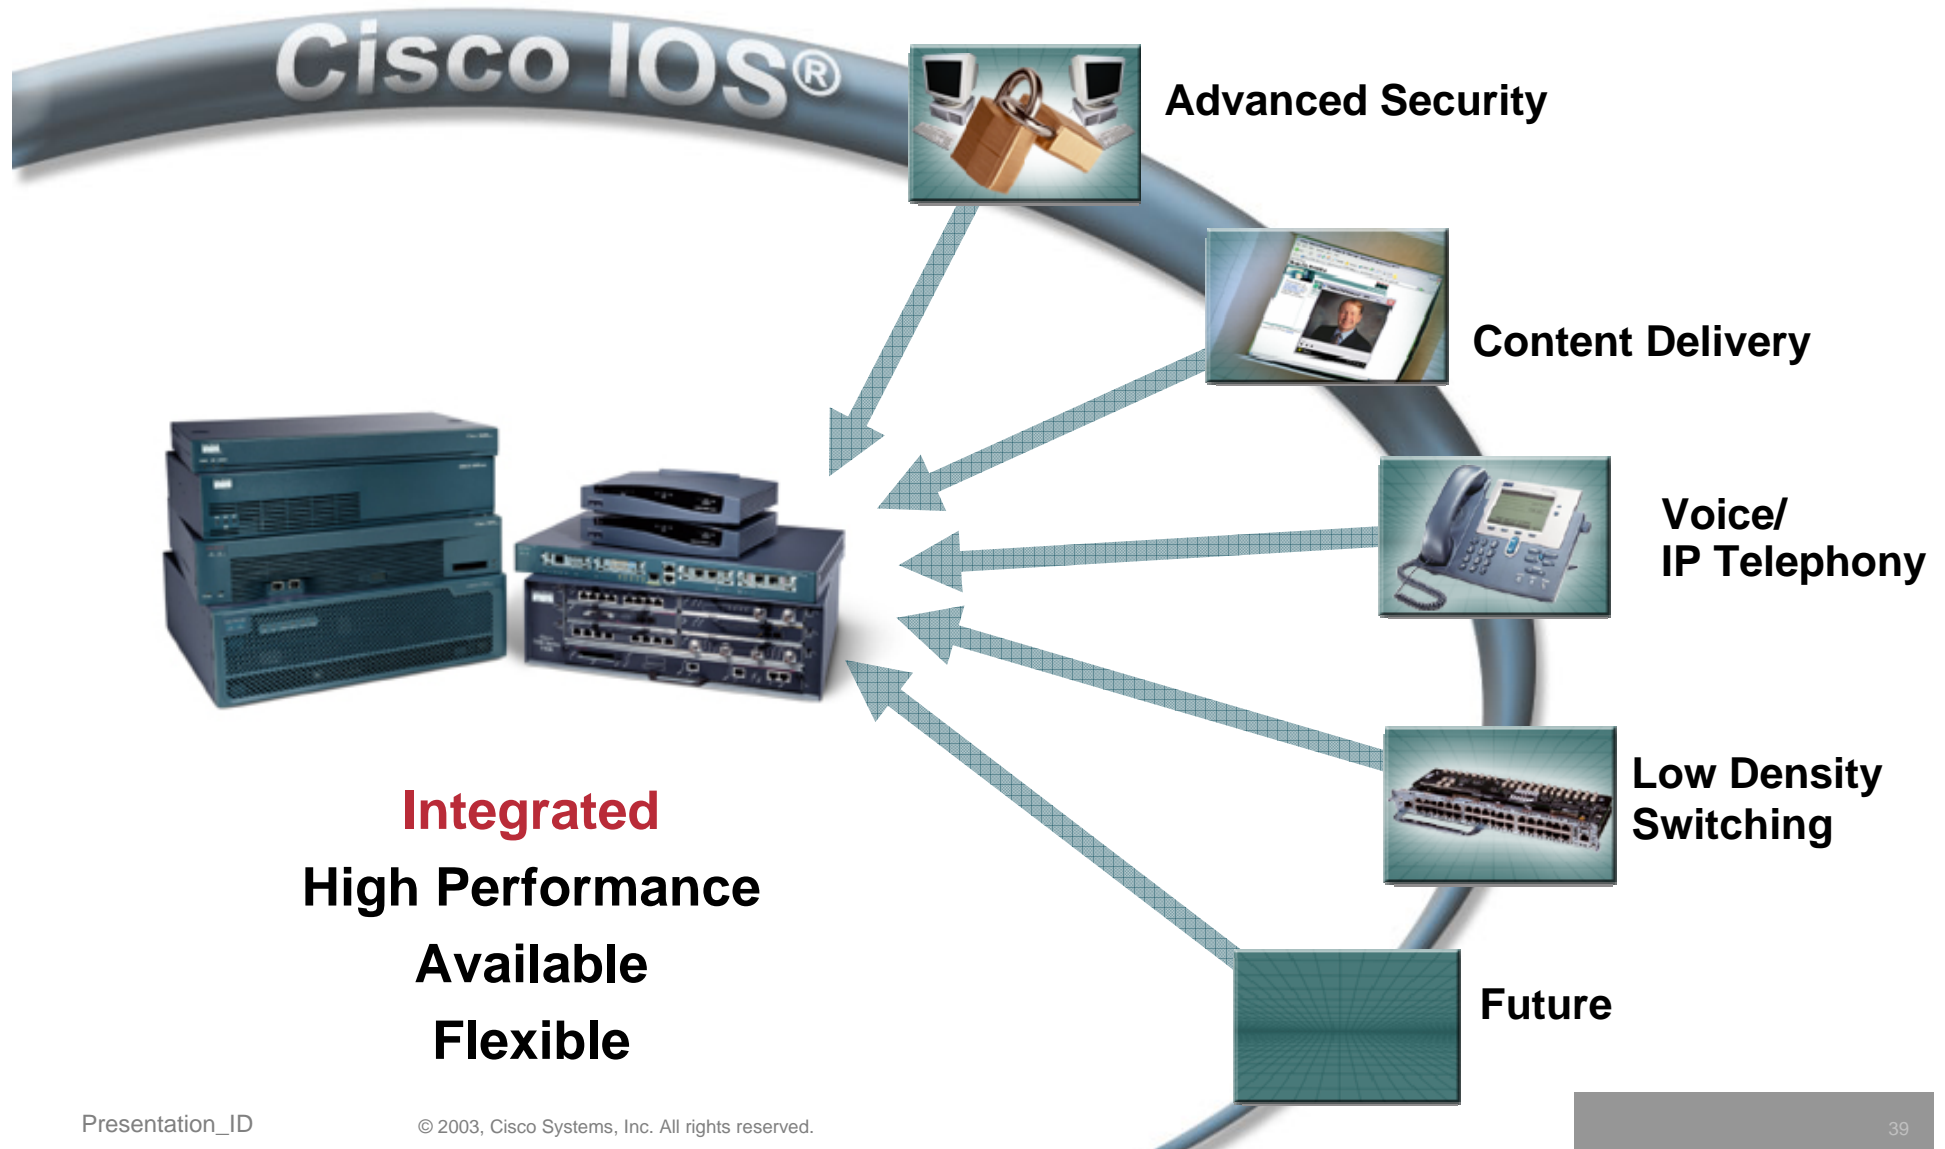 Cisco IOS®
Advanced Security
Content Delivery
Voice/
IP Telephony
Low Density
Switching
Future
Integrated
High Performance
Available
Flexible
Presentation_ID
© 2003, Cisco Systems, Inc. All rights reserved.
39